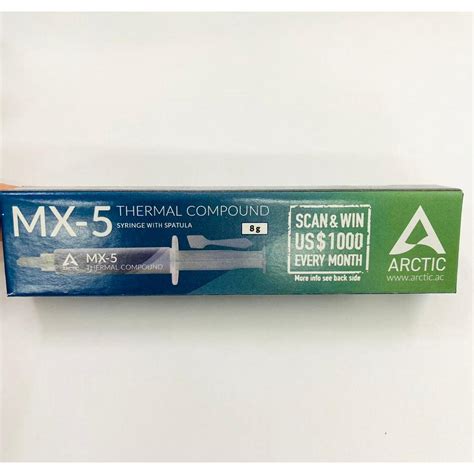 MX-5 THERMAL COMPOUND
SYRINGE WITH SPATULA
8g
MX-5
THERMAL COMPOUND
SCAN & WIN
US$1000
EVERY MONTH
More info see back side
ARCTIC
www.arctic.ac